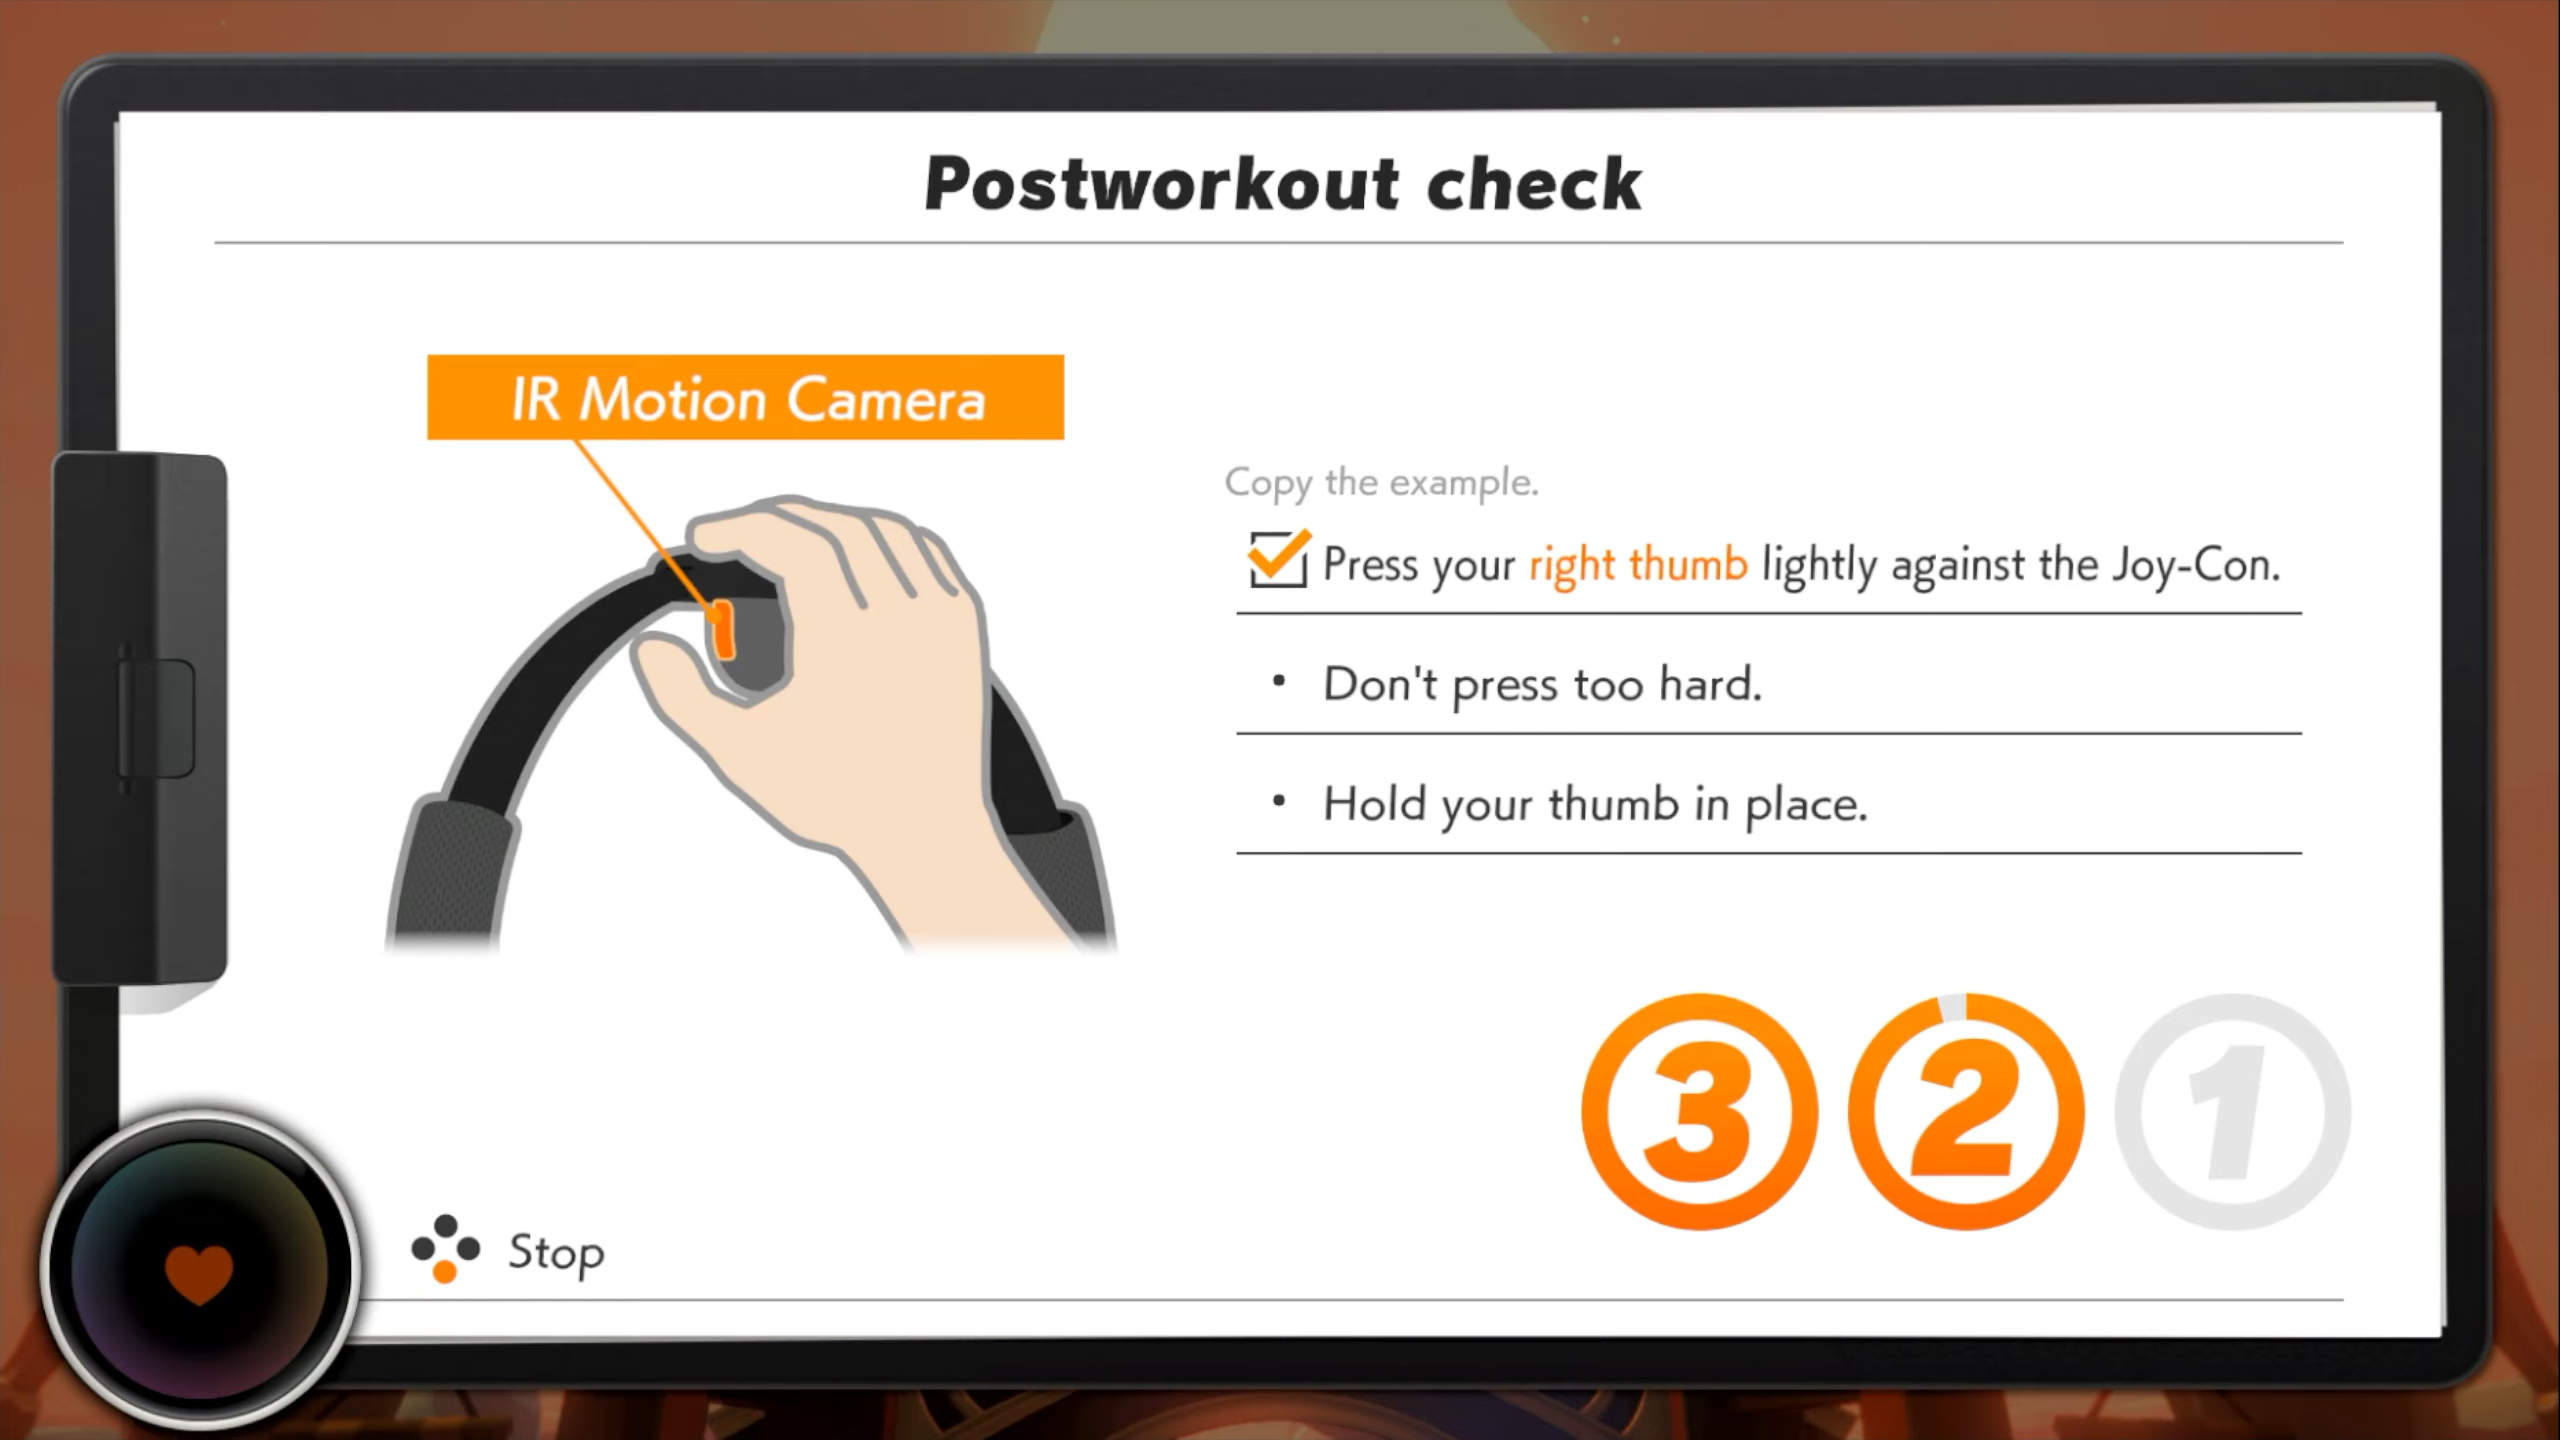 Postworkout check
IR Motion Camera
Copy the example.
Press your right thumb lightly against the Joy-Con.
• Don't press too hard.
• Hold your thumb in place.
3 2 1
Stop